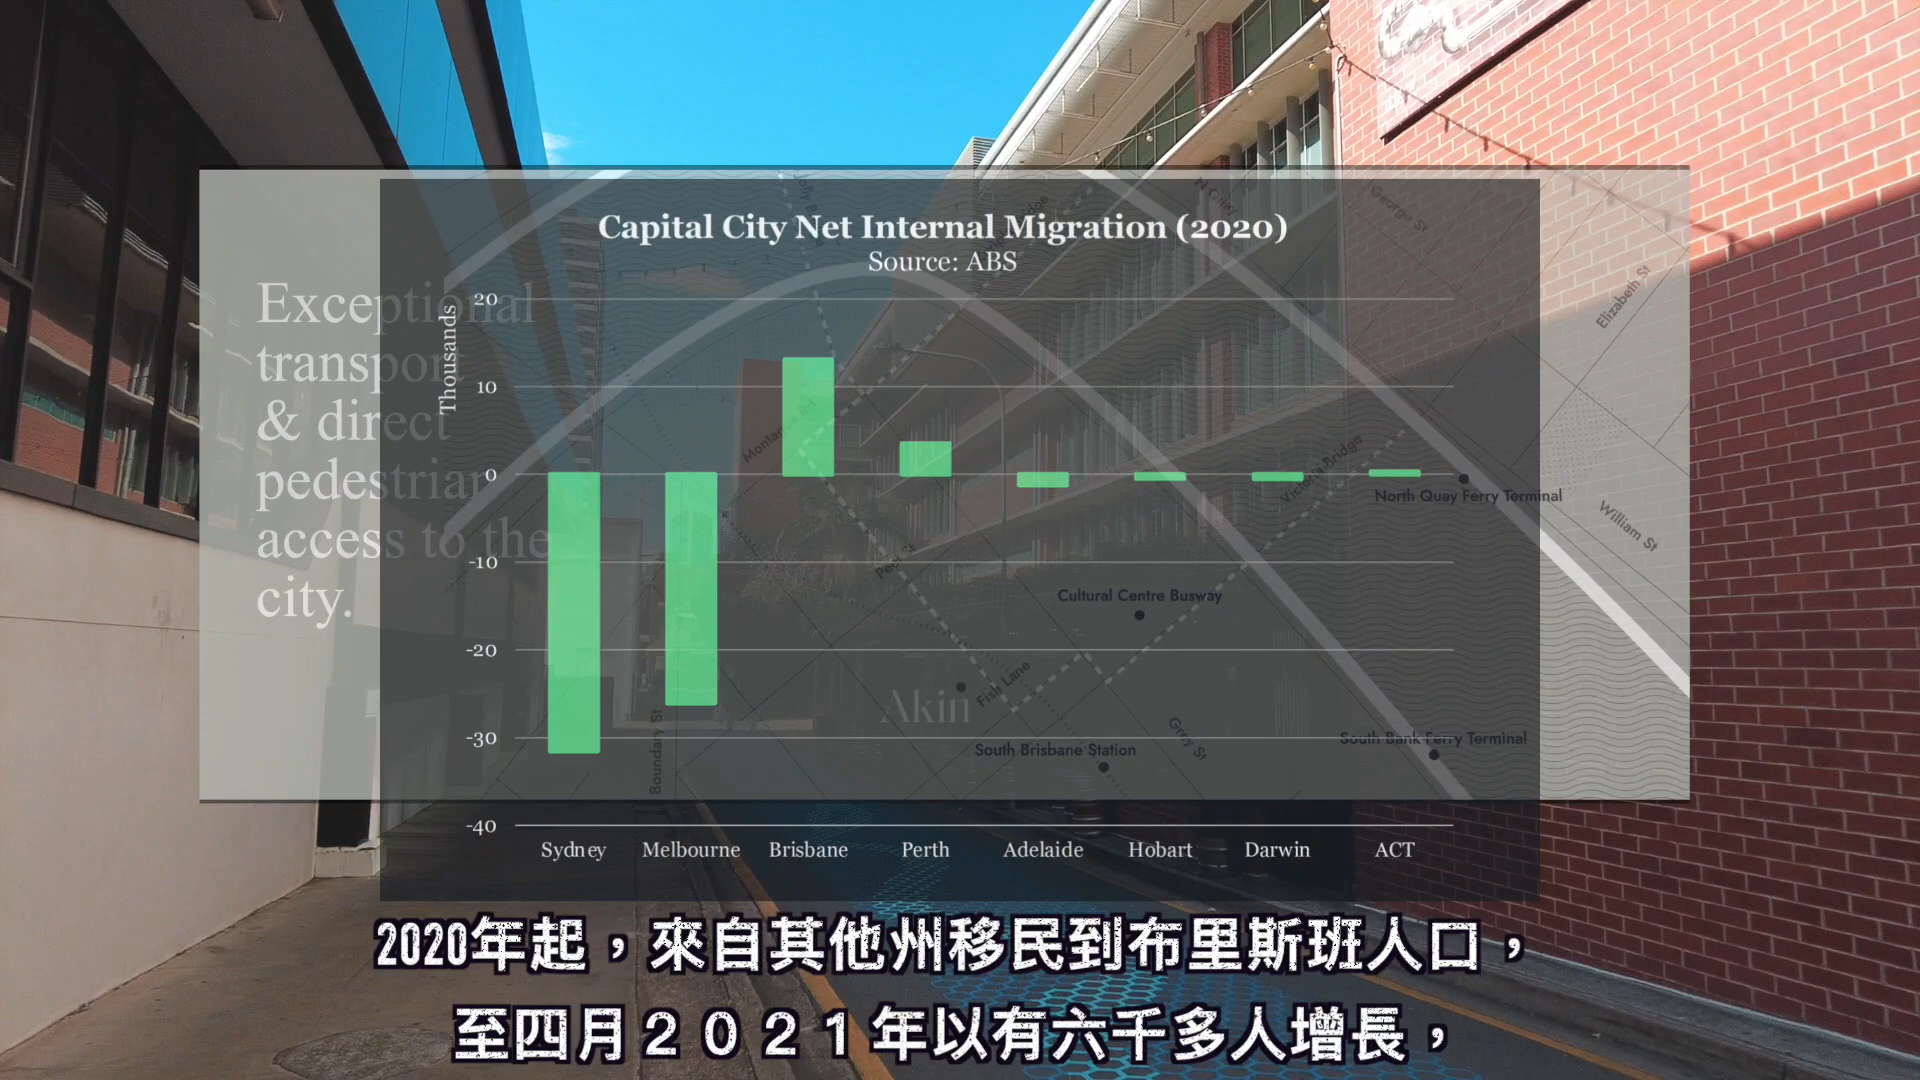 Capital City Net Internal Migration (2020)
Source: ABS
Thousands
20
10
0
-10
-20
-30
-40
Sydney
Melbourne
Brisbane
Perth
Adelaide
Hobart
Darwin
ACT
Exceptional
transport
& direct
pedestrian
access to the
city.
George St
Elizabeth St
William St
Victoria Bridge
North Quay Ferry Terminal
Cultural Centre Busway
Fish Lane
Akin
Grey St
South Brisbane Station
South Bank Ferry Terminal
Boundary St
2020年起，來自其他州移民到布里斯班人口，
至四月２０２１年以有六千多人增長，